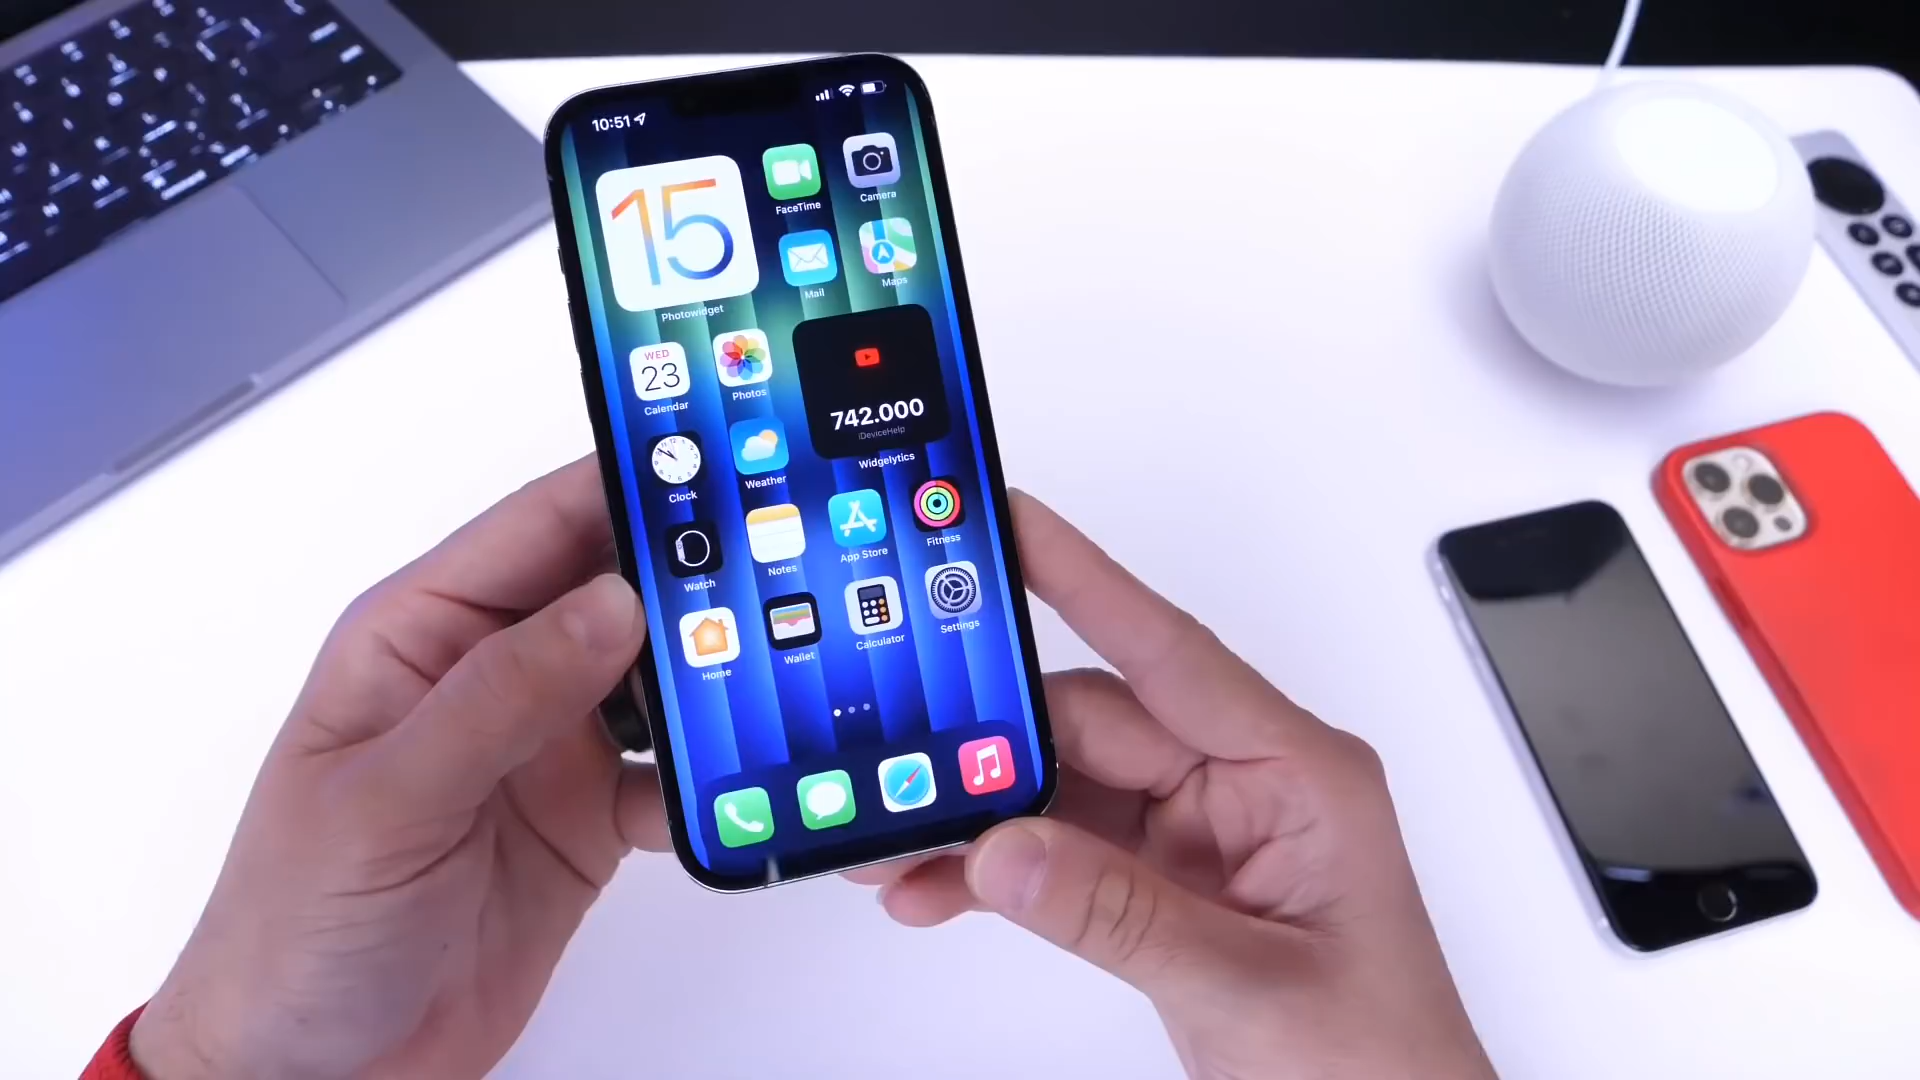 10:51
15
Photowidget
FaceTime
Camera
Mail
Maps
WED
23
Calendar
Photos
742.000
iDeviceHelp
Widgelytics
Clock
Weather
Watch
Notes
App Store
Fitness
Home
Wallet
Calculator
Settings